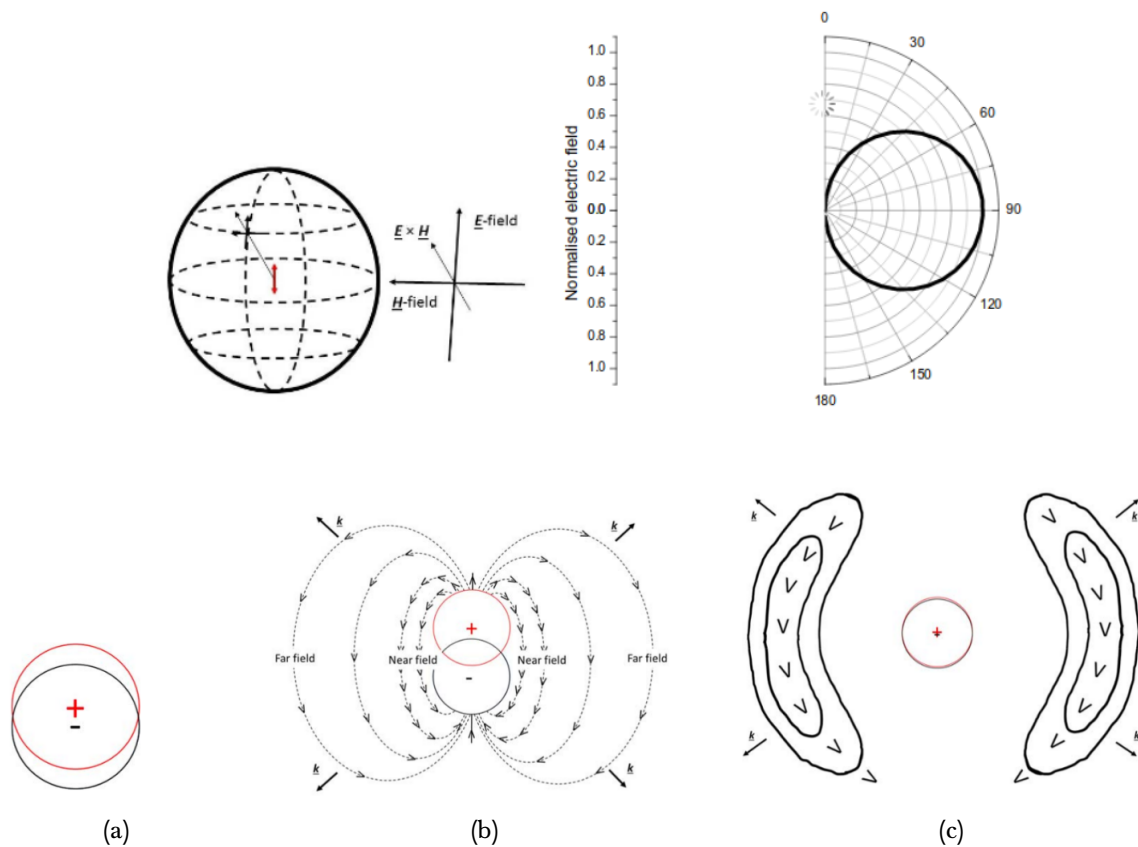 E-field
E × H
H-field
Normalised electric field
1.0
0.8
0.6
0.4
0.2
0.0
0.2
0.4
0.6
0.8
1.0
0
30
60
90
120
150
180
+
-
k
k
+
-
Far field
Near field
Near field
Far field
k
k
k
k
+
k
k
(a)
(b)
(c)